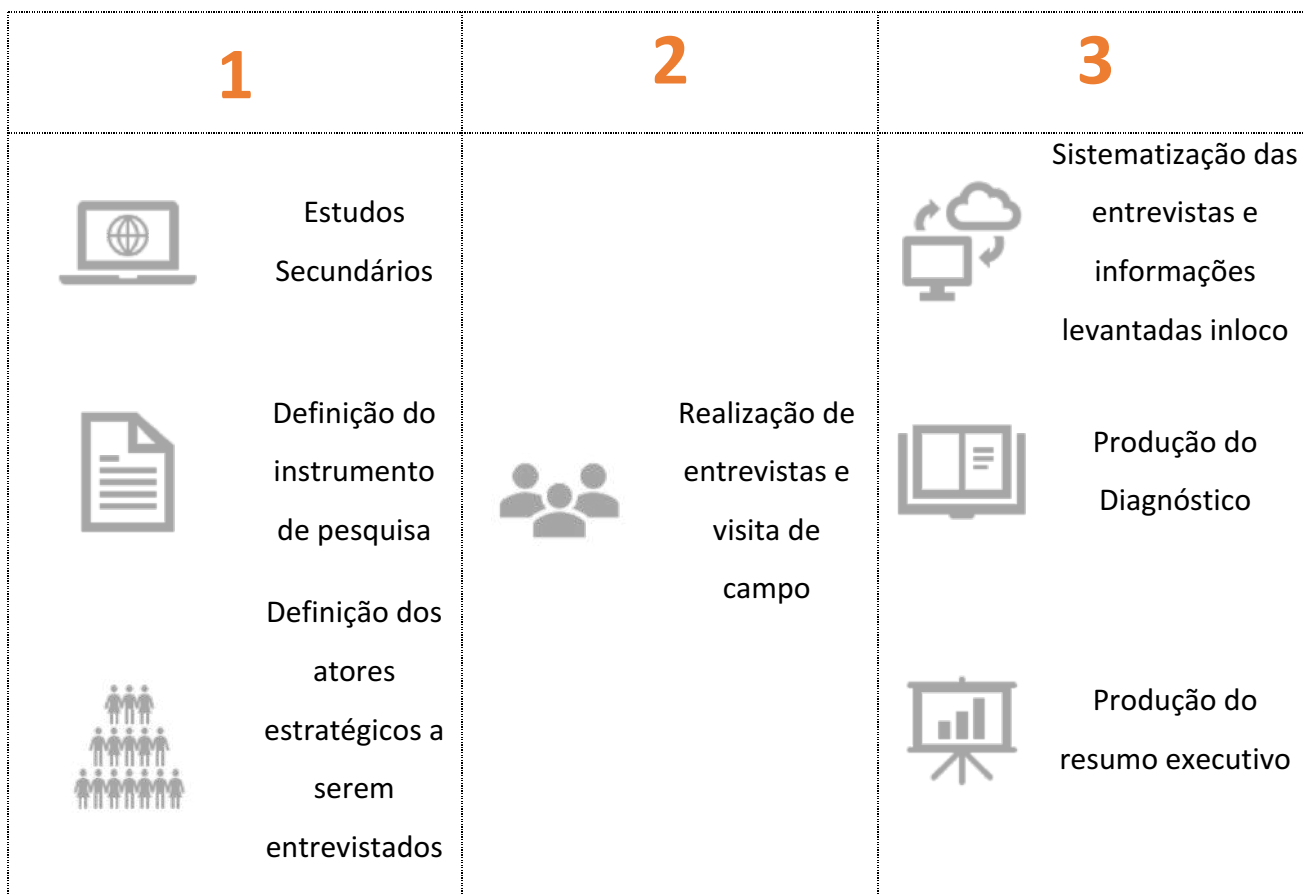 1
2
3
Estudos
Secundários
Definição do
instrumento
de pesquisa
Definição dos
atores
estratégicos a
serem
entrevistados
Realização de
entrevistas e
visita de
campo
Sistematização das
entrevistas e
informações
levantadas inloco
Produção do
Diagnóstico
Produção do
resumo executivo